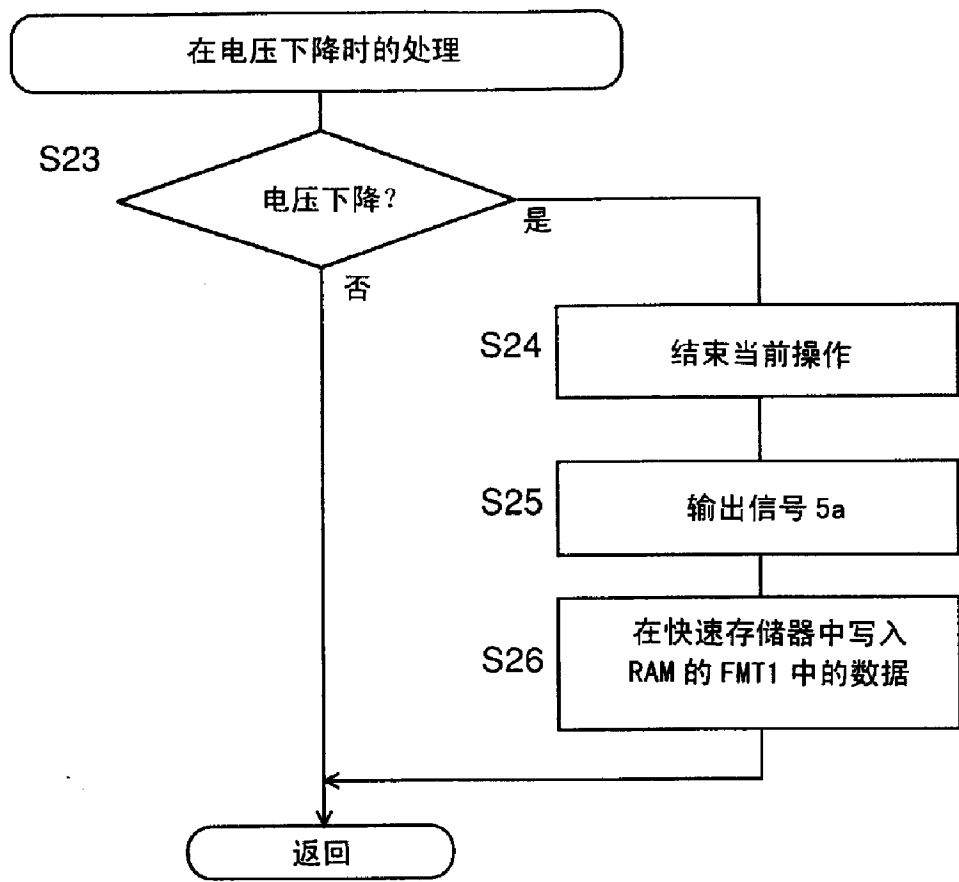 在电压下降时的处理
S23
电压下降?
是
否
S24
结束当前操作
S25
输出信号 5a
S26
在快速存储器中写入
RAM 的 FMT1 中的数据
返回